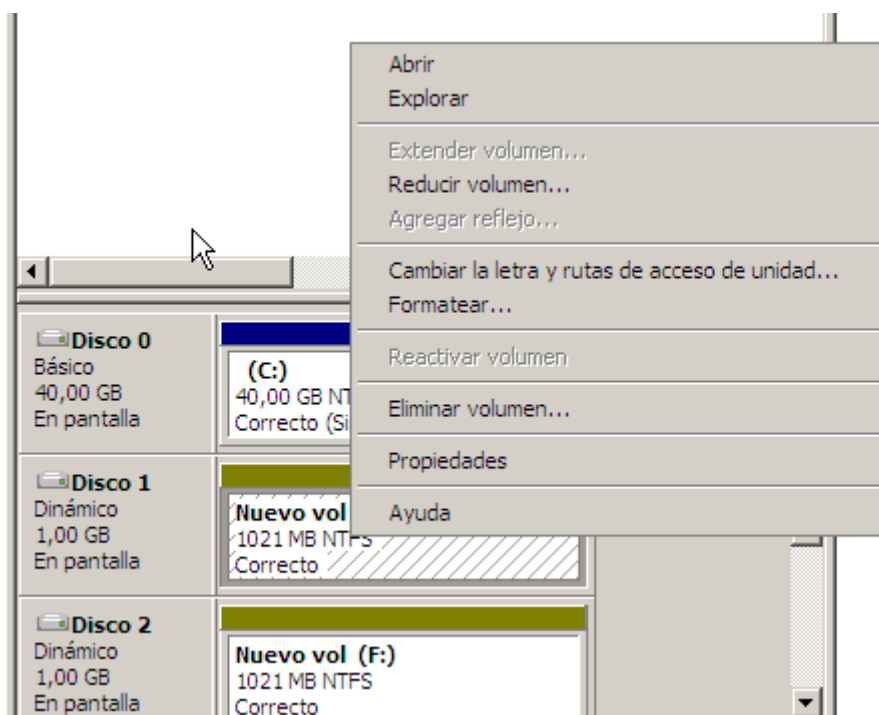 Abrir
Explorar
Extender volumen...
Reducir volumen...
Agregar reflejo...
Cambiar la letra y rutas de acceso de unidad...
Formatear...
Reactivar volumen
Eliminar volumen...
Propiedades
Ayuda
Disco 0
Básico
40,00 GB
En pantalla
(C:)
40,00 GB NT
Correcto (Si
Disco 1
Dinámico
1,00 GB
En pantalla
Nuevo vol
1021 MB NTFS
Correcto
Disco 2
Dinámico
1,00 GB
En pantalla
Nuevo vol (F:)
1021 MB NTFS
Correcto